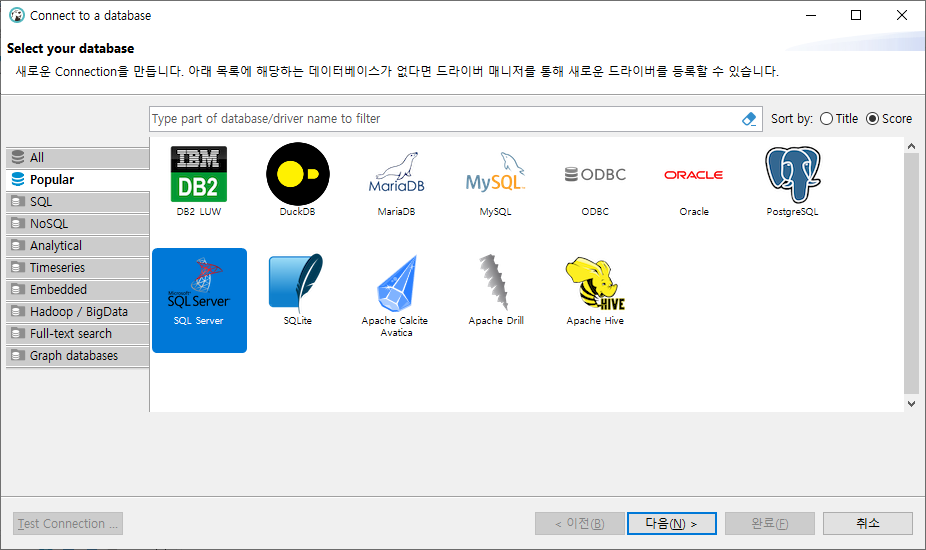 Connect to a database
Select your database
새로운 Connection을 만듭니다. 아래 목록에 해당하는 데이터베이스가 없다면 드라이버 매니저를 통해 새로운 드라이버를 등록할 수 있습니다.
Type part of database/driver name to filter
Sort by: Title Score
All
Popular
SQL
NoSQL
Analytical
Timeseries
Embedded
Hadoop / BigData
Full-text search
Graph databases
IBM
DB2
DB2 LUW
DuckDB
MariaDB
MariaDB
MySQL
MySQL
ODBC
ODBC
ORACLE
Oracle
PostgreSQL
Microsoft
SQL Server
SQL Server
SQLite
Apache Calcite
Avatica
Apache Drill
HIVE
Apache Hive
Test Connection ...
< 이전(B)
다음(N) >
완료(F)
취소